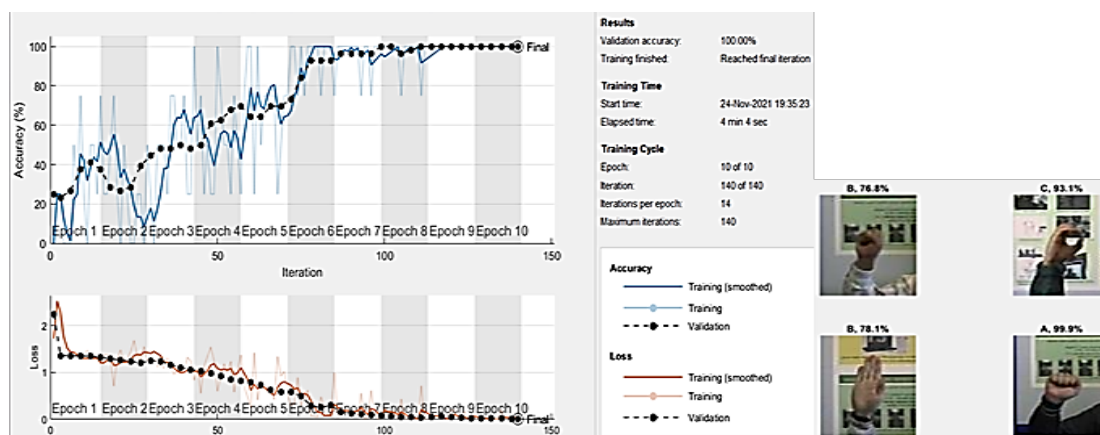 Accuracy (%)
100
80
60
40
20
0
Final
Epoch 1 Epoch 2 Epoch 3 Epoch 4 Epoch 5 Epoch 6 Epoch 7 Epoch 8 Epoch 9 Epoch 10
0 50 100 150
Iteration
Loss
2
1
0
Epoch 1 Epoch 2 Epoch 3 Epoch 4 Epoch 5 Epoch 6 Epoch 7 Epoch 8 Epoch 9 Epoch 10
Final
0 50 100 150
Results
Validation accuracy: 100.00%
Training finished: Reached final iteration
Training Time
Start time: 24-Nov-2021 19:35:23
Elapsed time: 4 min 4 sec
Training Cycle
Epoch: 10 of 10
Iteration: 140 of 140
Iterations per epoch: 14
Maximum iterations: 140
Accuracy
Training (smoothed)
Training
Validation
Loss
Training (smoothed)
Training
Validation
B, 76.8%
C, 93.1%
B, 78.1%
A, 99.9%